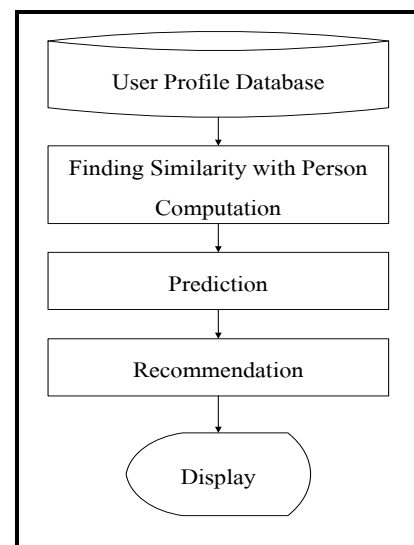 User Profile Database
Finding Similarity with Person
Computation
Prediction
Recommendation
Display